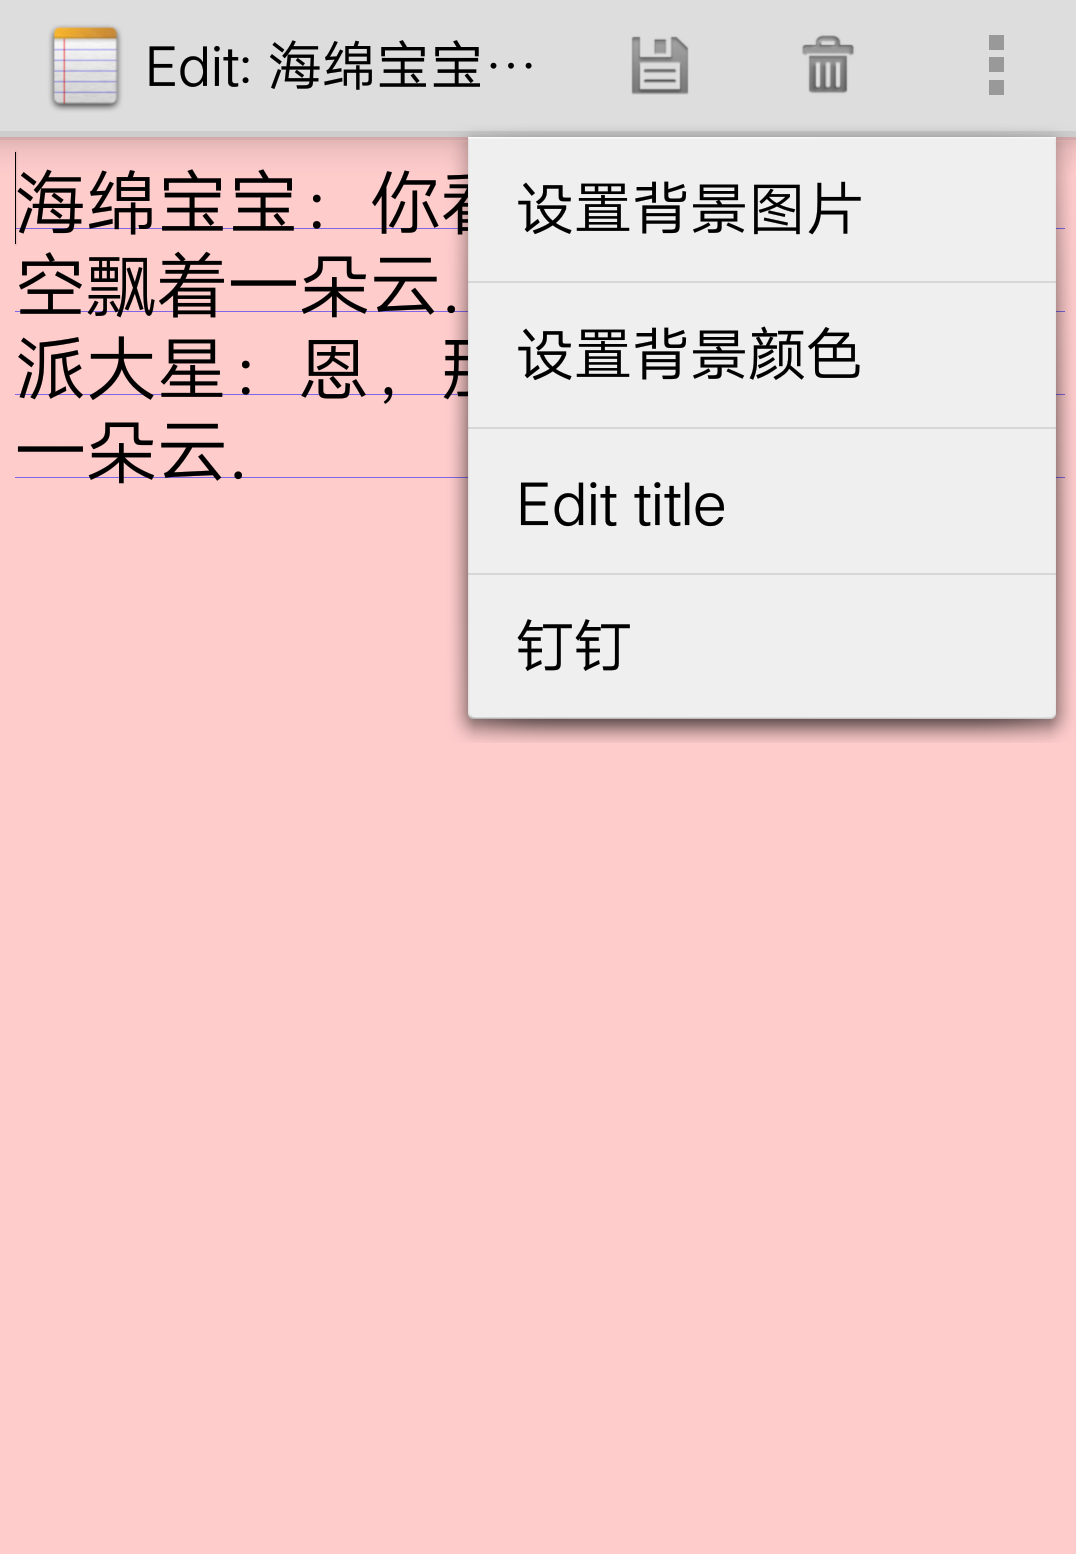 Edit: 海绵宝宝…
海绵宝宝：你
空飘着一朵云.
派大星：恩，
一朵云.
设置背景图片
设置背景颜色
Edit title
钉钉